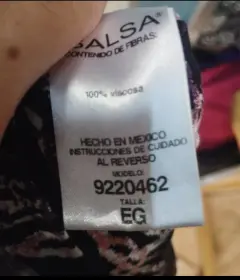 SALSA
CONTENIDO DE FIBRAS:
100% viscosa
HECHO EN MEXICO
INSTRUCCIONES DE CUIDADO
AL REVERSO
MODELO:
9220462
TALLA:
EG